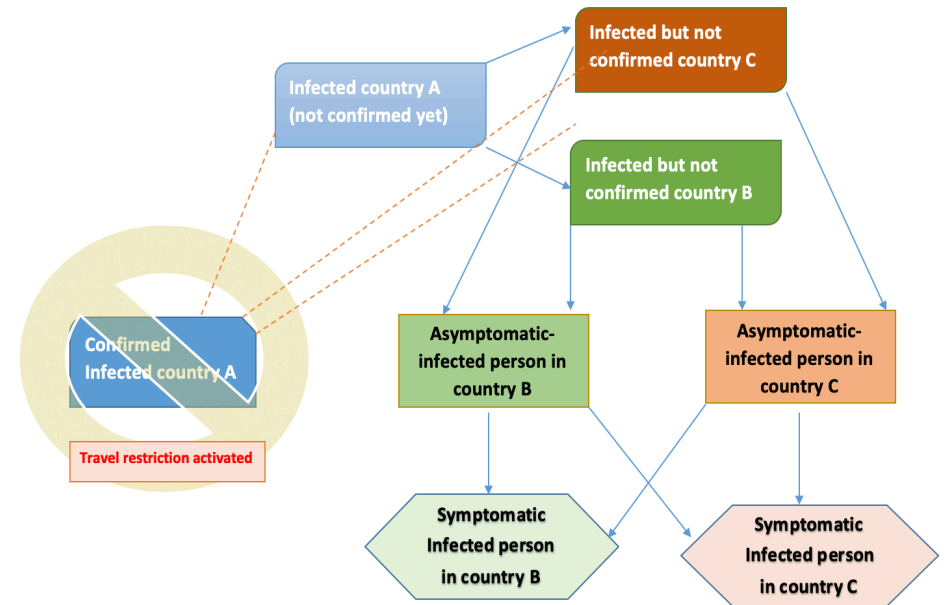 Infected but not
confirmed country C
Infected country A
(not confirmed yet)
Infected but not
confirmed country B
Confirmed
Infected country A
Travel restriction activated
Asymptomatic-
infected person in
country B
Asymptomatic-
infected person in
country C
Symptomatic
Infected person
in country B
Symptomatic
Infected person
in country C